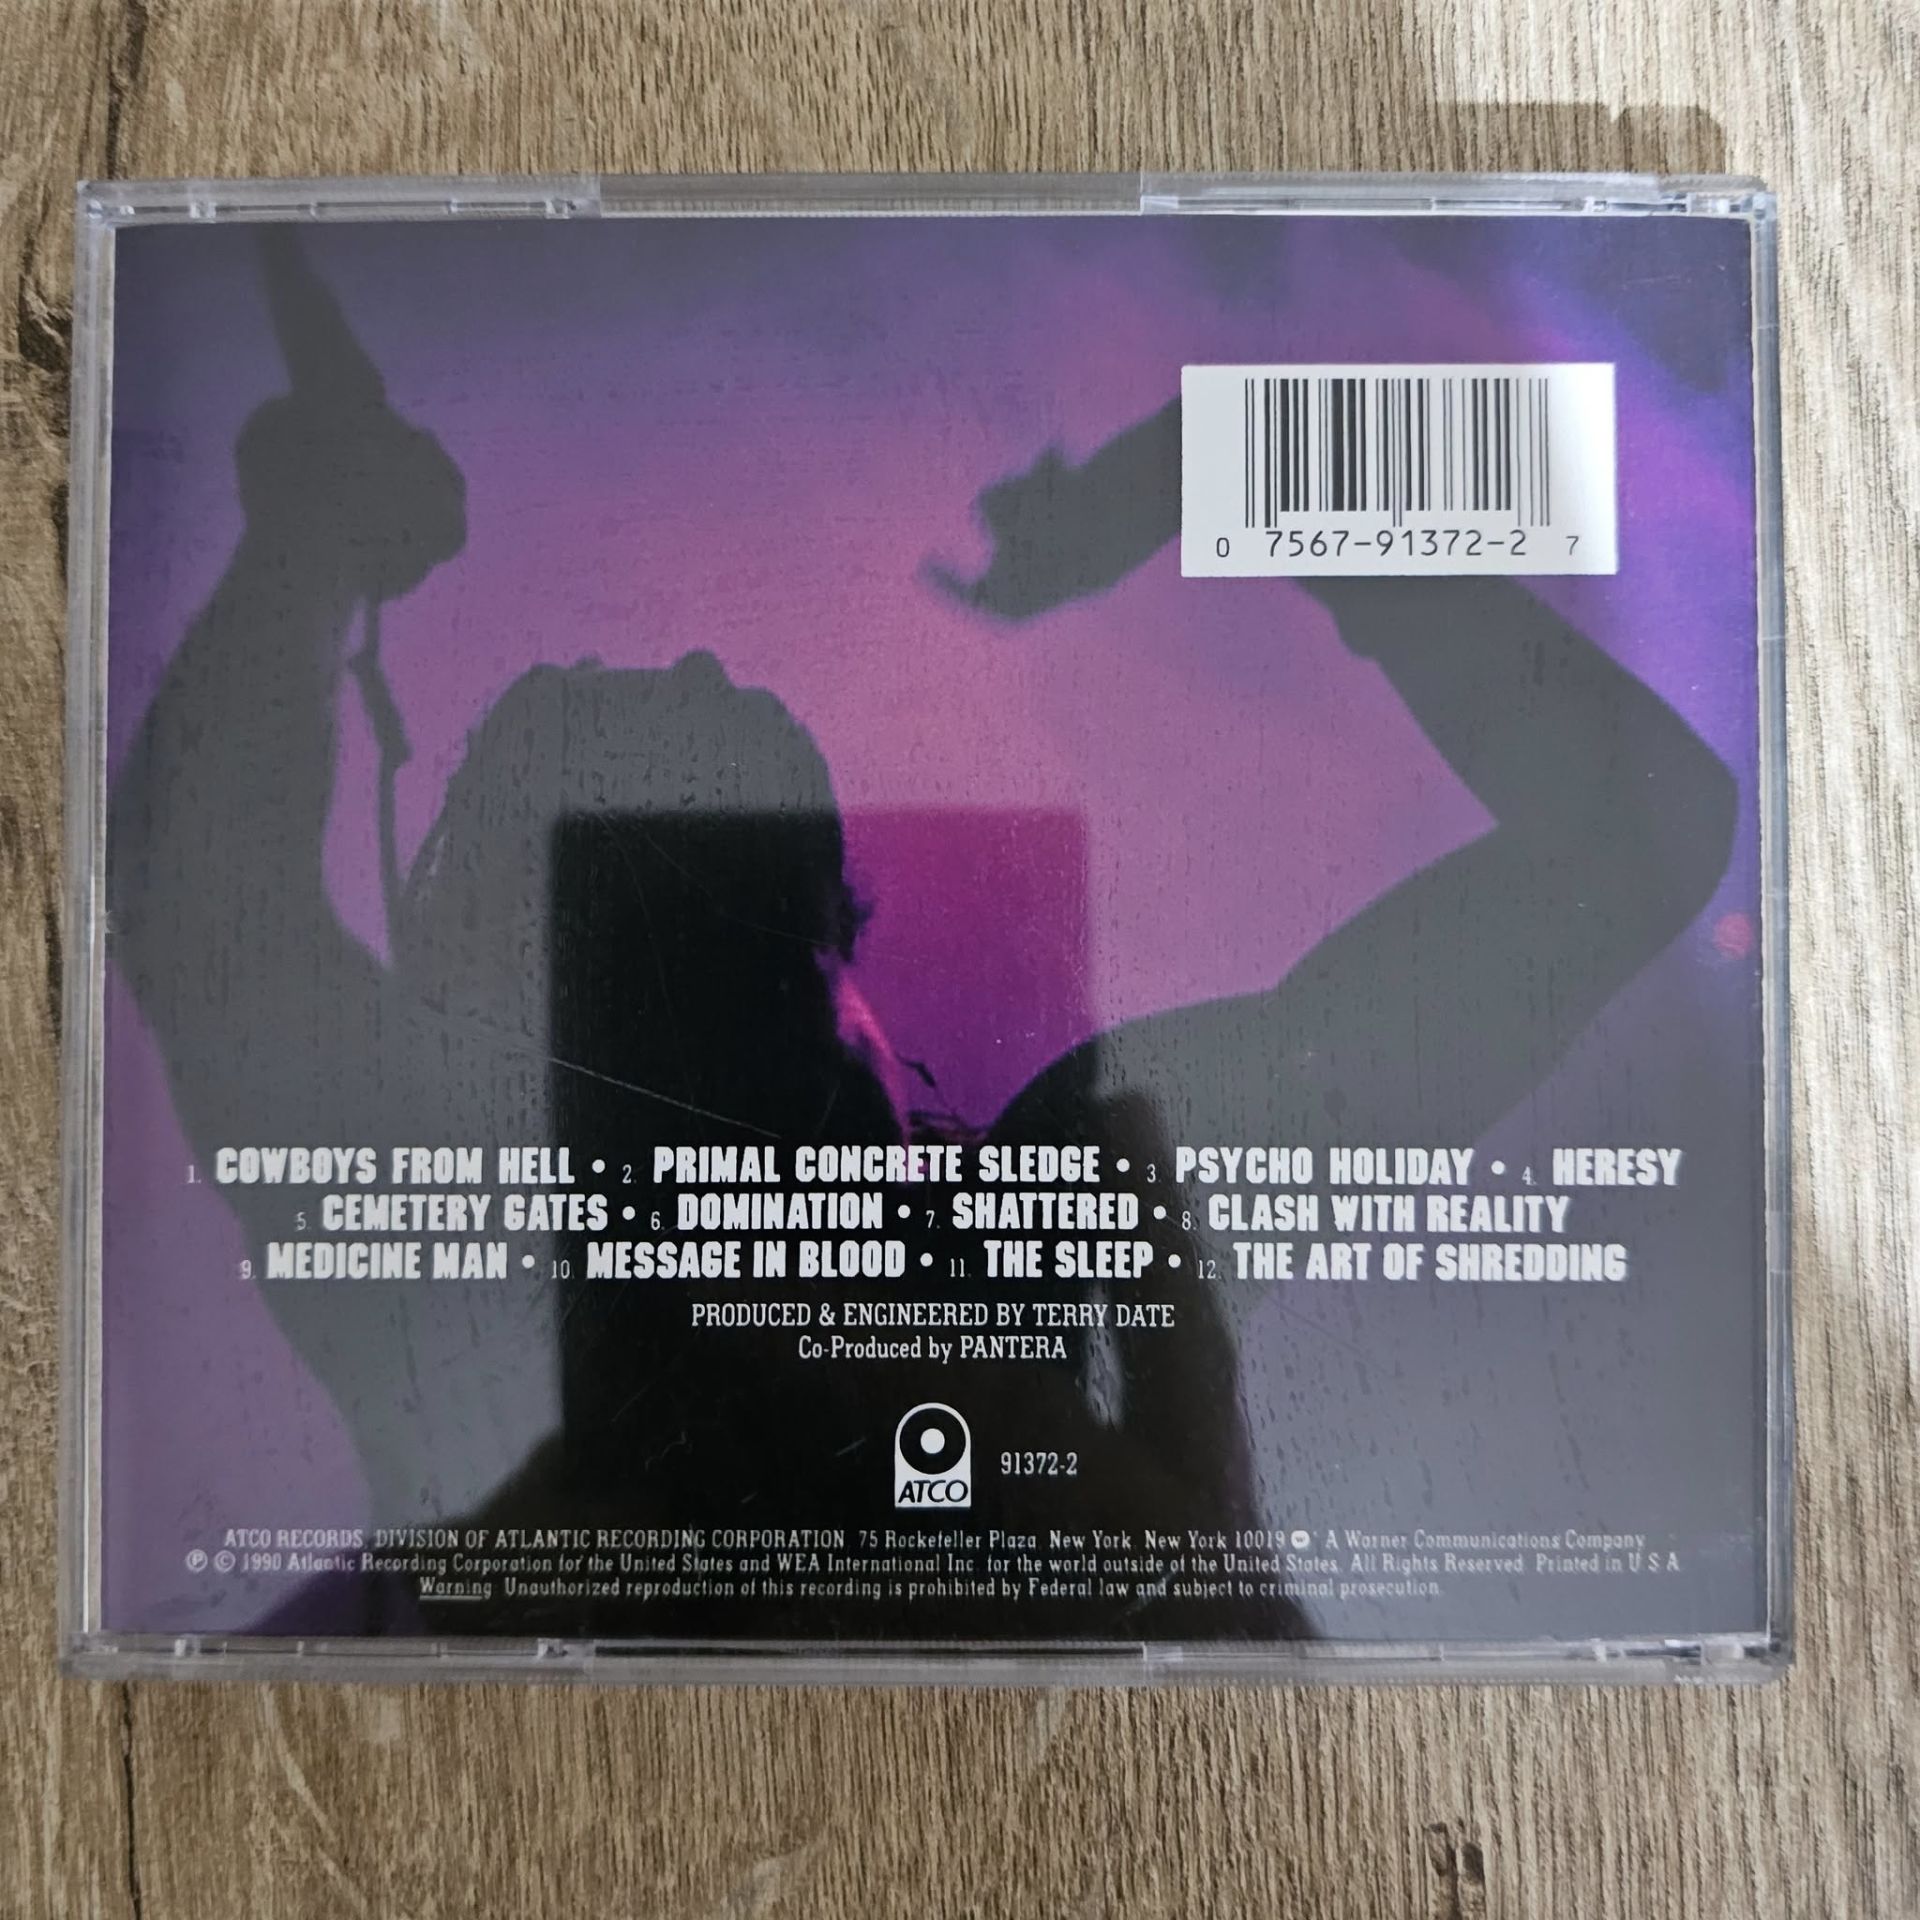 0 7567-91372-2 7
1. COWBOYS FROM HELL • 2. PRIMAL CONCRETE SLEDGE • 3. PSYCHO HOLIDAY • 4. HERESY
5. CEMETERY GATES • 6. DOMINATION • 7. SHATTERED • 8. CLASH WITH REALITY
9. MEDICINE MAN • 10. MESSAGE IN BLOOD • 11. THE SLEEP • 12. THE ART OF SHREDDING
PRODUCED & ENGINEERED BY TERRY DATE
Co-Produced by PANTERA
ATCO 91372-2
ATCO RECORDS, DIVISION OF ATLANTIC RECORDING CORPORATION, 75 Rockefeller Plaza, New York, New York 10019 A Warner Communications Company
℗ © 1990 Atlantic Recording Corporation for the United States and WEA International Inc. for the world outside of the United States. All Rights Reserved. Printed in U.S.A.
Warning: Unauthorized reproduction of this recording is prohibited by Federal law and subject to criminal prosecution.